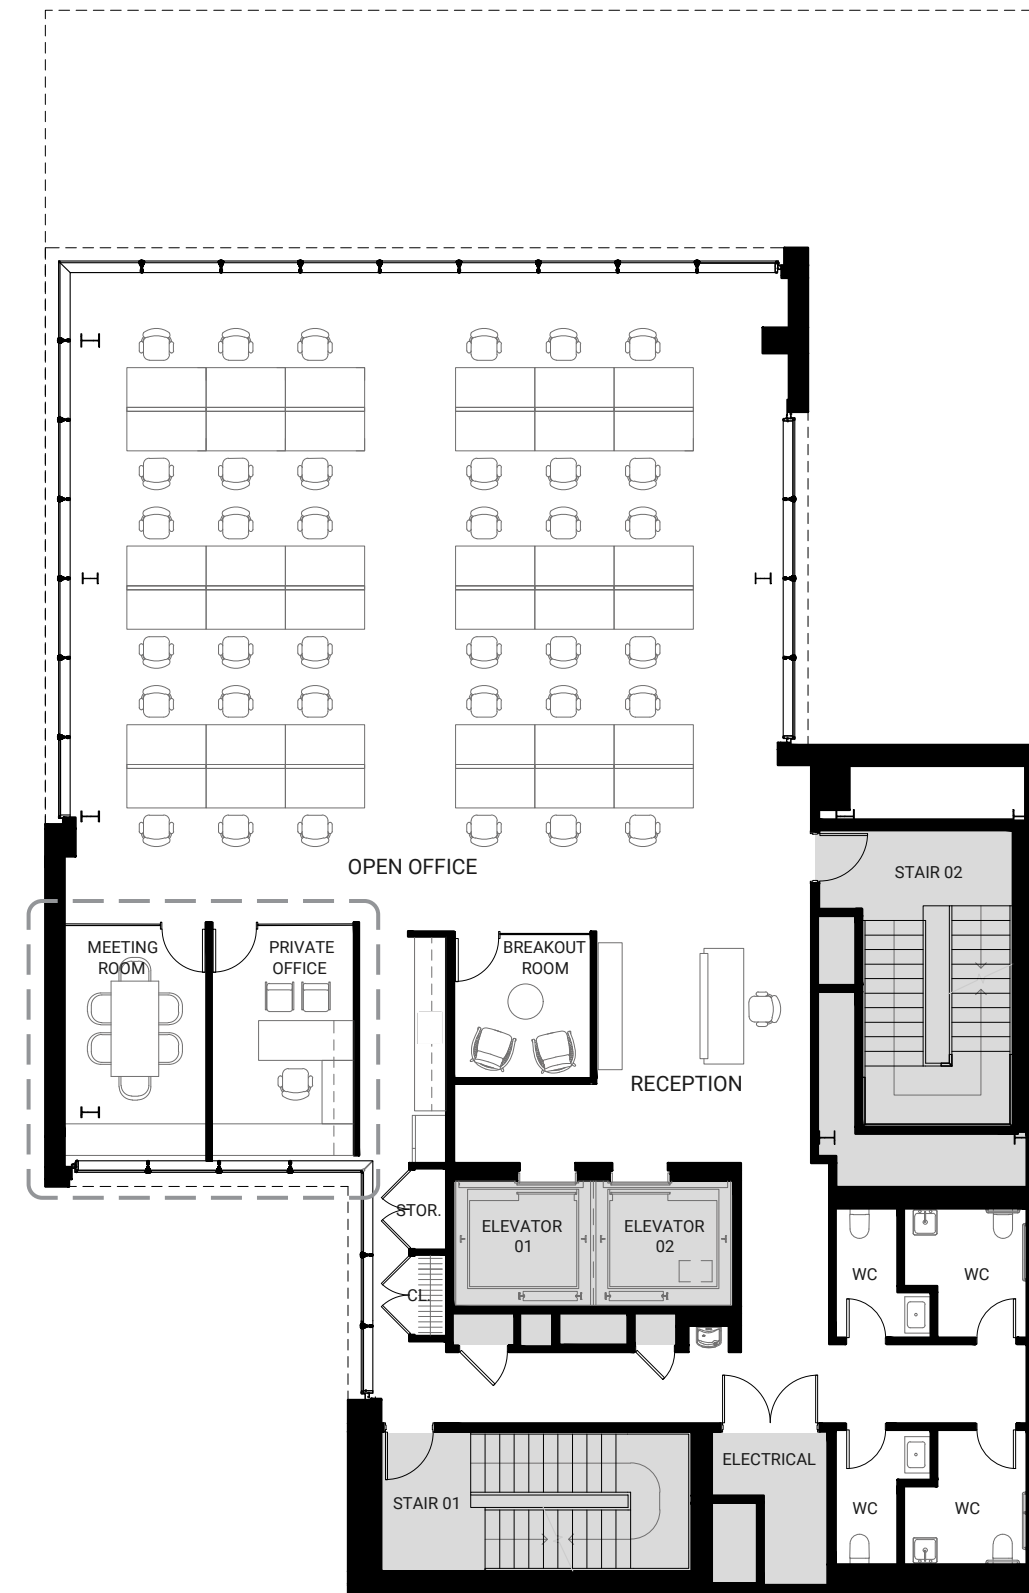 OPEN OFFICE
STAIR 02
MEETING
ROOM
PRIVATE
OFFICE
BREAKOUT
ROOM
RECEPTION
STOR.
ELEVATOR
01
ELEVATOR
02
CL.
WC
WC
ELECTRICAL
STAIR 01
WC
WC